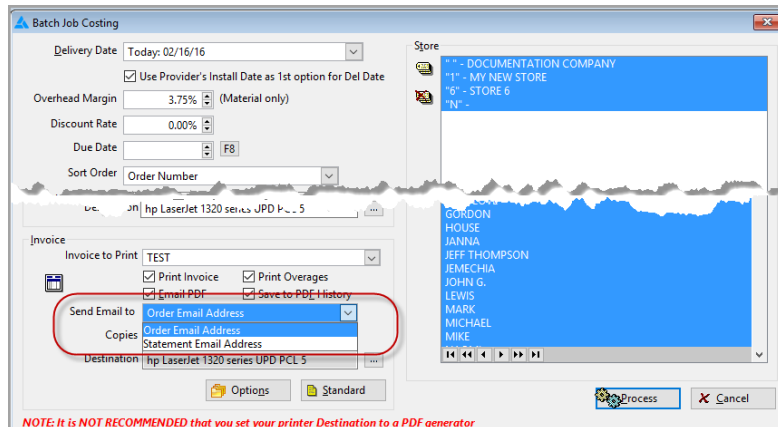 Batch Job Costing
Delivery Date Today: 02/16/16
Use Provider's Install Date as 1st option for Del Date
Overhead Margin 3.75% (Material only)
Discount Rate 0.00%
Due Date F8
Sort Order Order Number
hp LaserJet 1320 series UPD PCL 5 ...
Invoice
Invoice to Print TEST
Print Invoice Print Overages
Email PDF Save to PDF History
Send Email to Order Email Address
Order Email Address
Copies
Statement Email Address
Destination hp LaserJet 1320 series UPD PCL 5 ...
Options Standard
NOTE: It is NOT RECOMMENDED that you set your printer Destination to a PDF generator
Store
" " - DOCUMENTATION COMPANY
"1" - MY NEW STORE
"6" - STORE 6
"N" -
GORDON
HOUSE
JANNA
JEFF THOMPSON
JEMECHIA
JOHN G.
LEWIS
MARK
MICHAEL
MIKE
Process Cancel